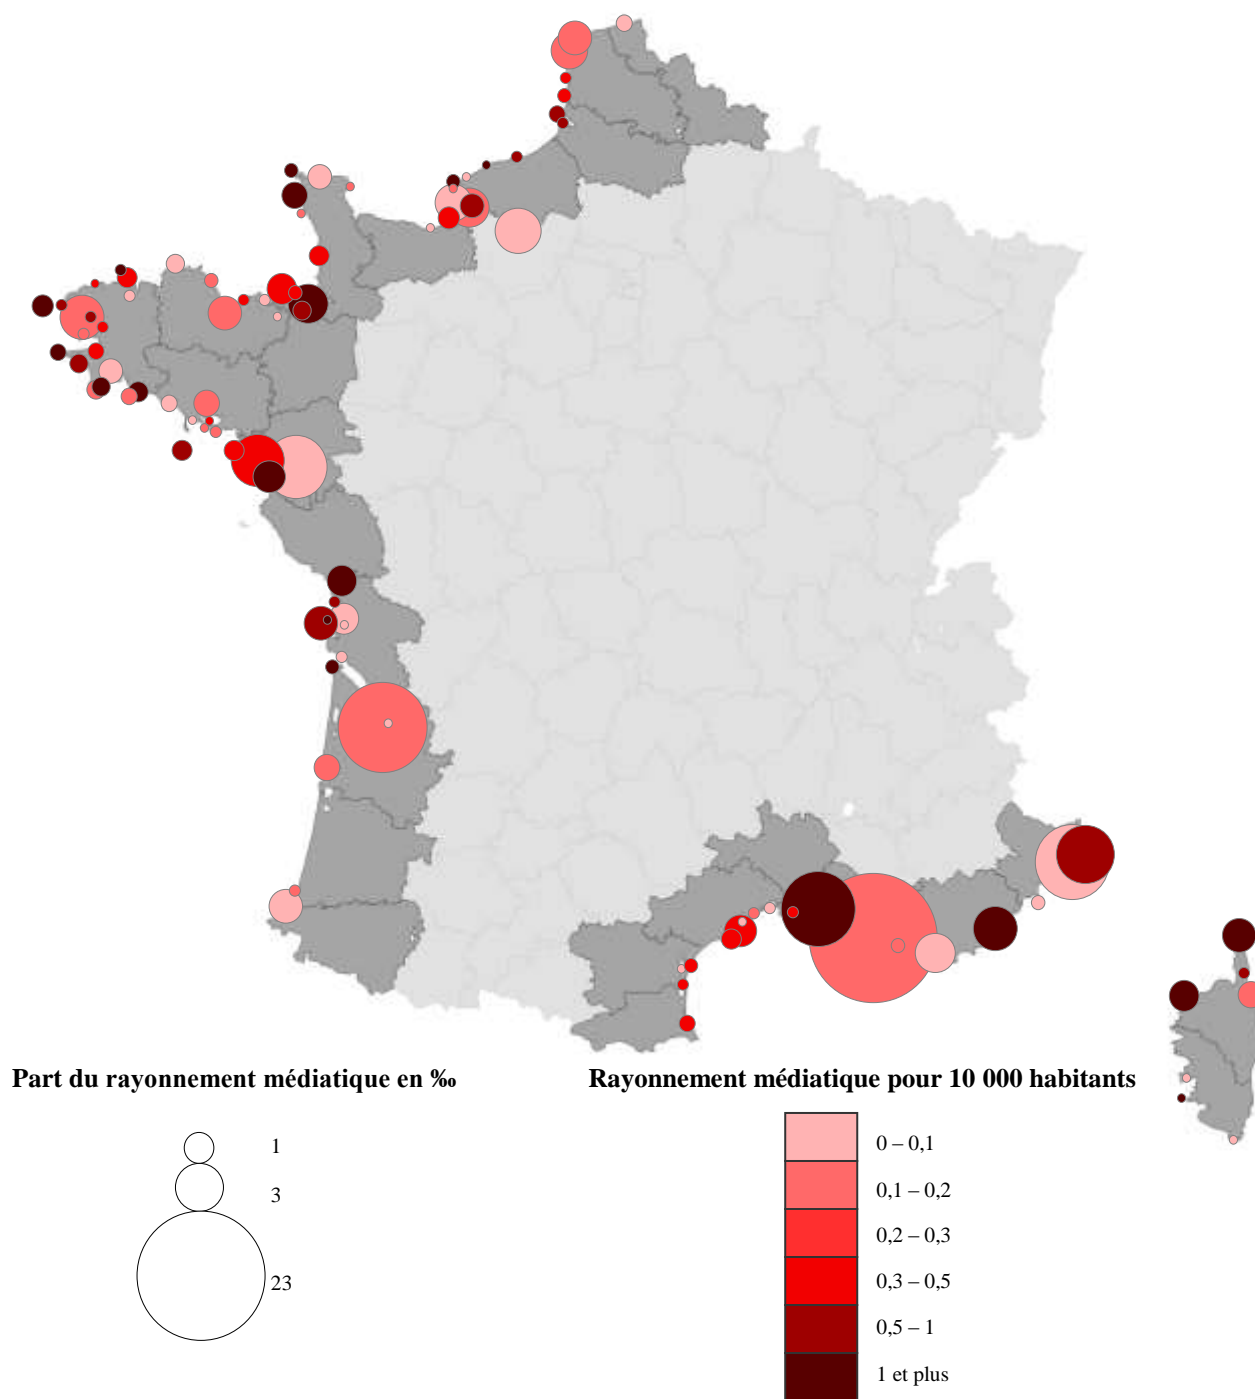 Part du rayonnement médiatique en ‰
1
3
23
Rayonnement médiatique pour 10 000 habitants
0 – 0,1
0,1 – 0,2
0,2 – 0,3
0,3 – 0,5
0,5 – 1
1 et plus